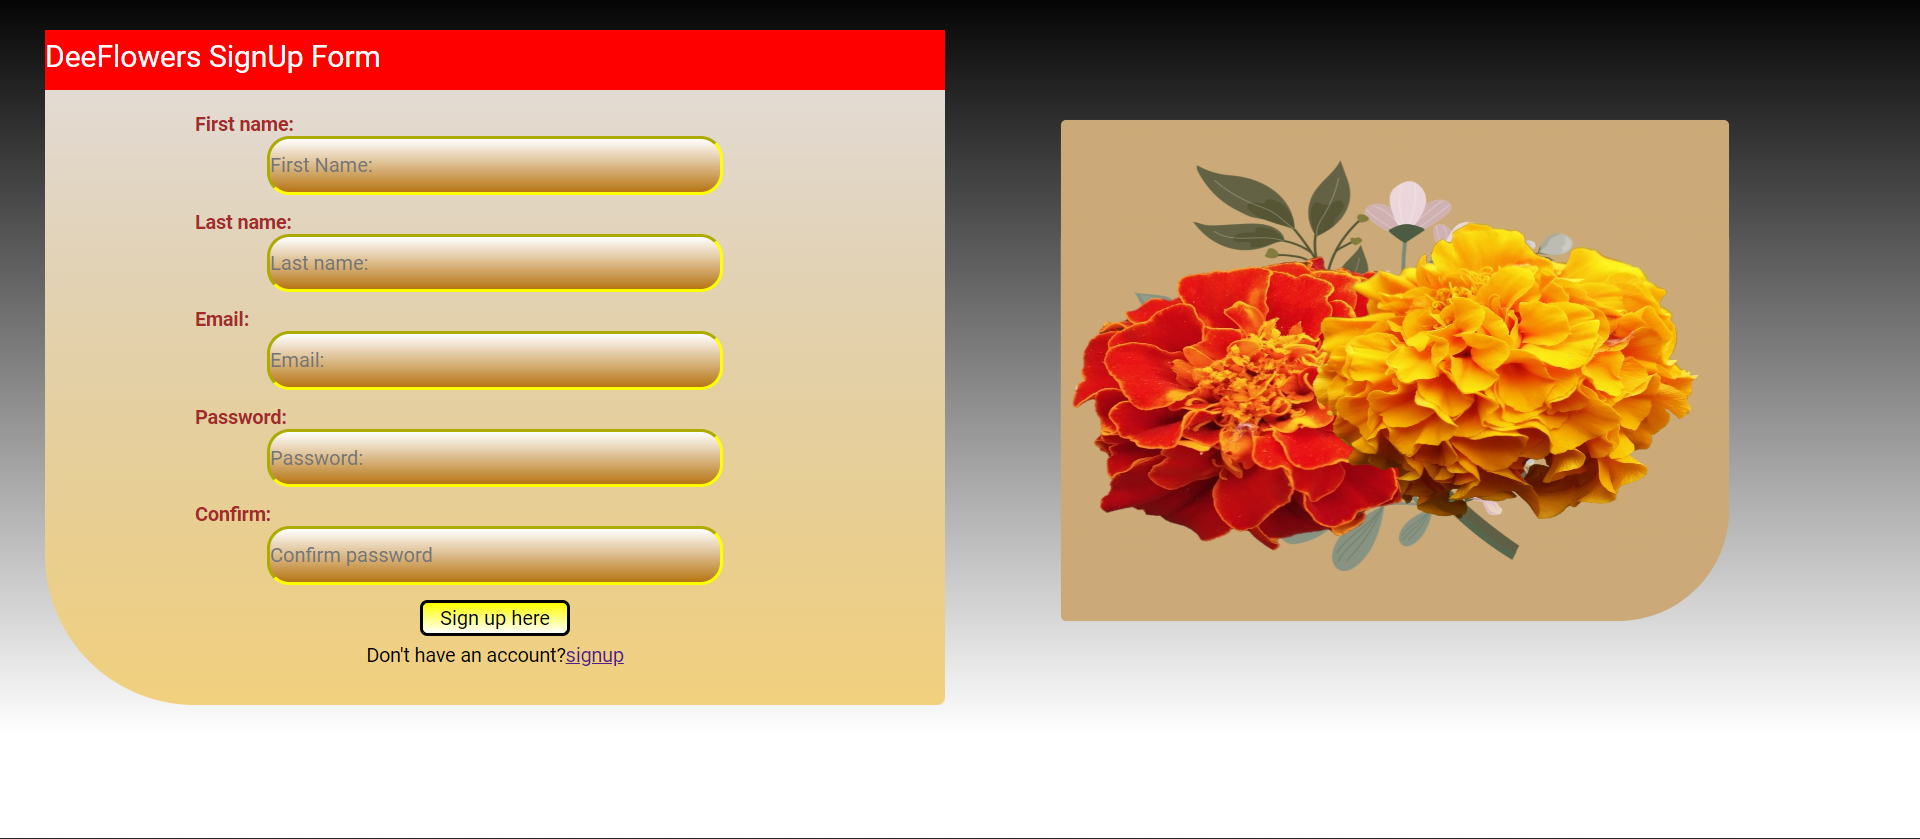 DeeFlowers SignUp Form
First name:
First Name:
Last name:
Last name:
Email:
Email:
Password:
Password:
Confirm:
Confirm password
Sign up here
Don't have an account?signup